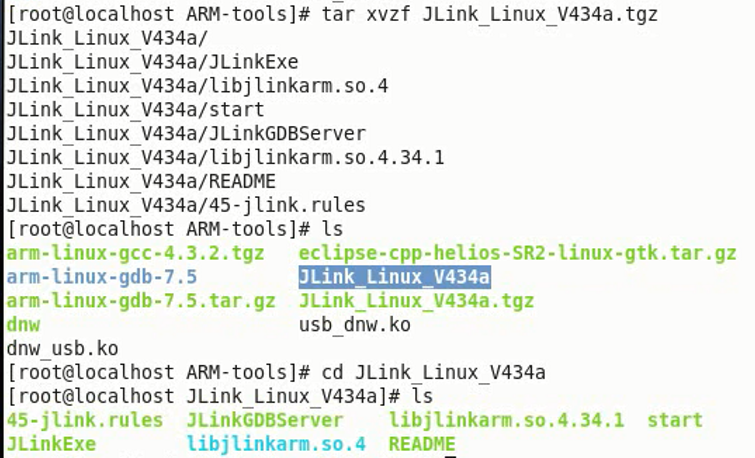 [root@localhost ARM-tools]# tar xvzf JLink_Linux_V434a.tgz
JLink_Linux_V434a/
JLink_Linux_V434a/JLinkExe
JLink_Linux_V434a/libjlinkarm.so.4
JLink_Linux_V434a/start
JLink_Linux_V434a/JLinkGDBServer
JLink_Linux_V434a/libjlinkarm.so.4.34.1
JLink_Linux_V434a/README
JLink_Linux_V434a/45-jlink.rules
[root@localhost ARM-tools]# ls
arm-linux-gcc-4.3.2.tgz eclipse-cpp-helios-SR2-linux-gtk.tar.gz
arm-linux-gdb-7.5 JLink_Linux_V434a
arm-linux-gdb-7.5.tar.gz JLink_Linux_V434a.tgz
dnw usb_dnw.ko
dnw_usb.ko
[root@localhost ARM-tools]# cd JLink_Linux_V434a
[root@localhost JLink_Linux_V434a]# ls
45-jlink.rules JLinkGDBServer libjlinkarm.so.4.34.1 start
JLinkExe libjlinkarm.so.4 README